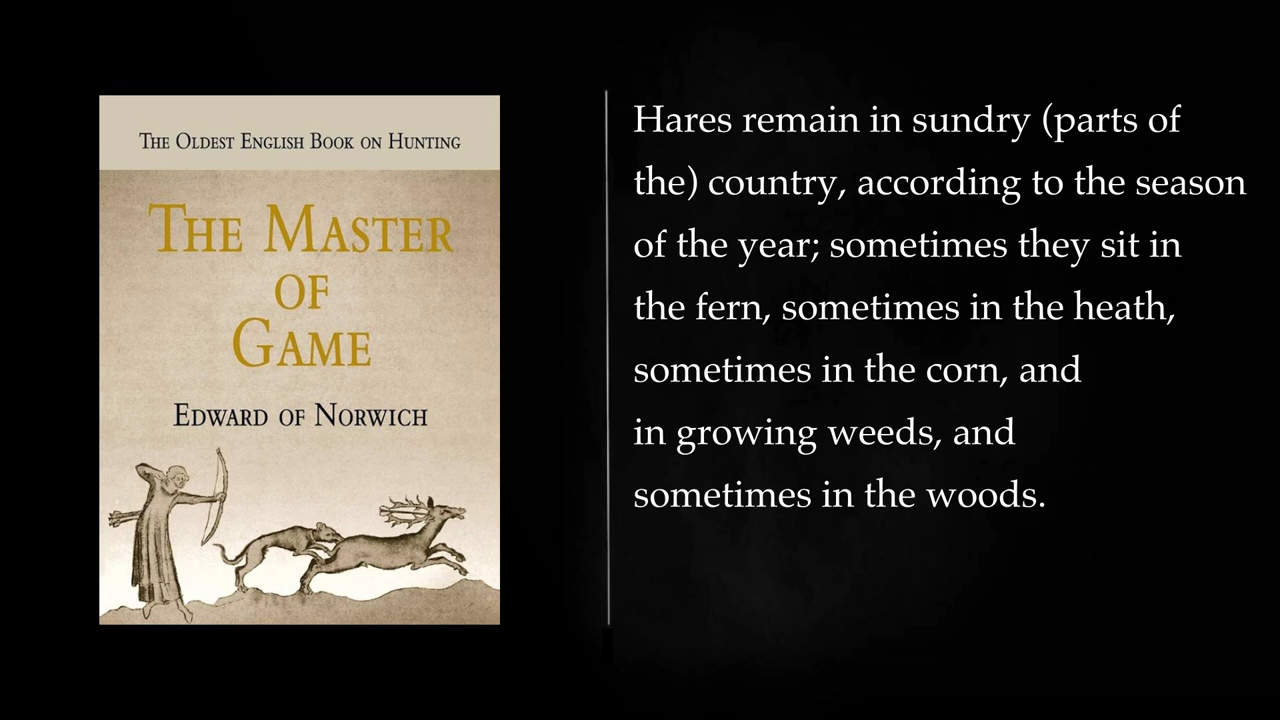 THE OLDEST ENGLISH BOOK ON HUNTING
THE MASTER
OF
GAME
EDWARD OF NORWICH
Hares remain in sundry (parts of
the) country, according to the season
of the year; sometimes they sit in
the fern, sometimes in the heath,
sometimes in the corn, and
in growing weeds, and
sometimes in the woods.